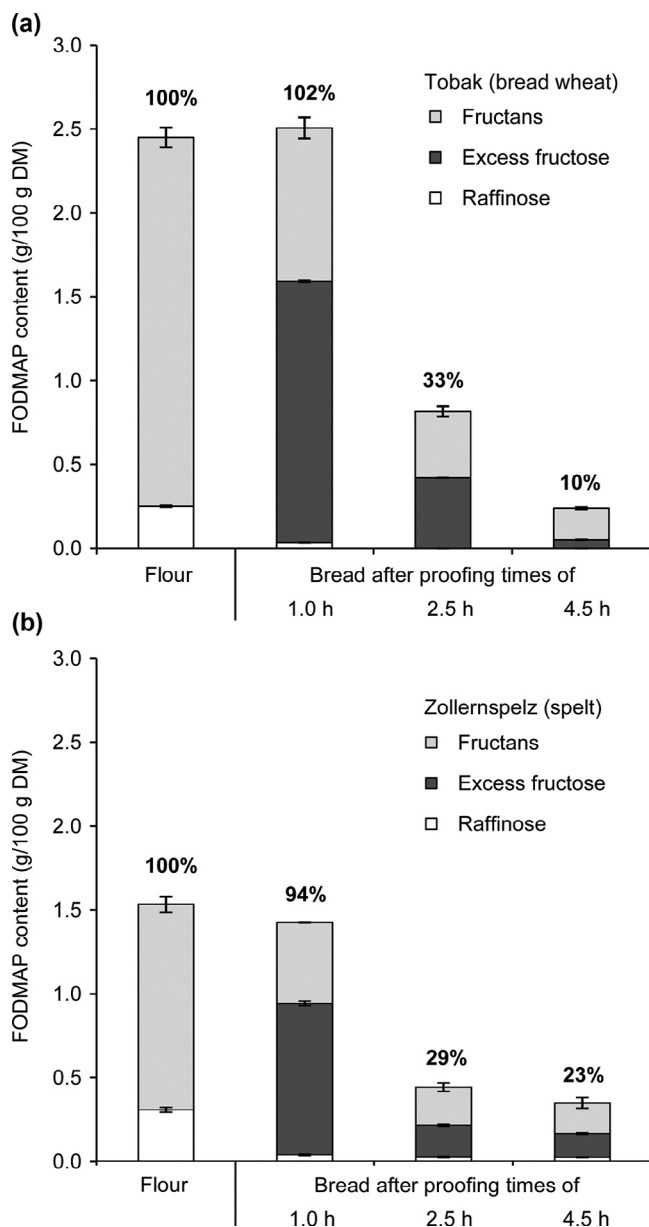 (a)
3.0
2.5
2.0
1.5
1.0
0.5
0.0
FODMAP content (g/100 g DM)
100%
102%
33%
10%
Tobak (bread wheat)
Fructans
Excess fructose
Raffinose
Flour
Bread after proofing times of
1.0 h 2.5 h 4.5 h
(b)
3.0
2.5
2.0
1.5
1.0
0.5
0.0
FODMAP content (g/100 g DM)
100%
94%
29%
23%
Zollernspelz (spelt)
Fructans
Excess fructose
Raffinose
Flour
Bread after proofing times of
1.0 h 2.5 h 4.5 h